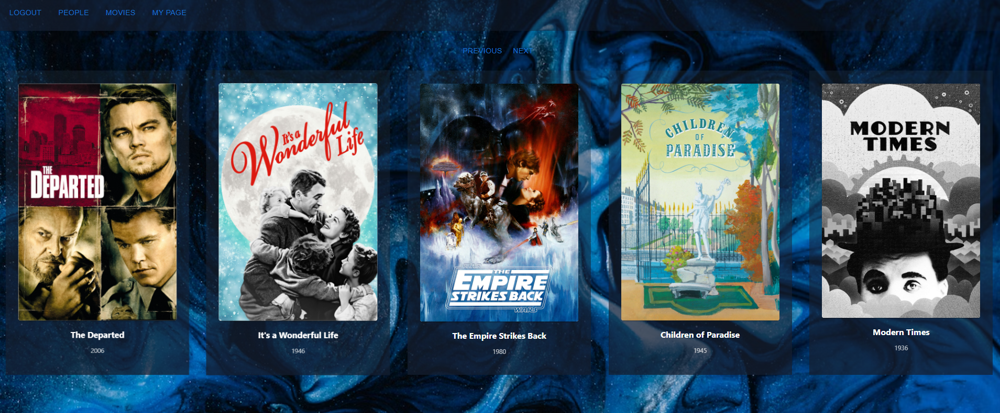 LOGOUT PEOPLE MOVIES MY PAGE
PREVIOUS NEXT
THE
DEPARTED
The Departed
2006
It's a
Wonderful
Life
It's a Wonderful Life
1946
STAR
THE
EMPIRE
STRIKES BACK
WARS
The Empire Strikes Back
1980
CHILDREN
OF
PARADISE
Children of Paradise
1945
MODERN
TIMES
Modern Times
1936